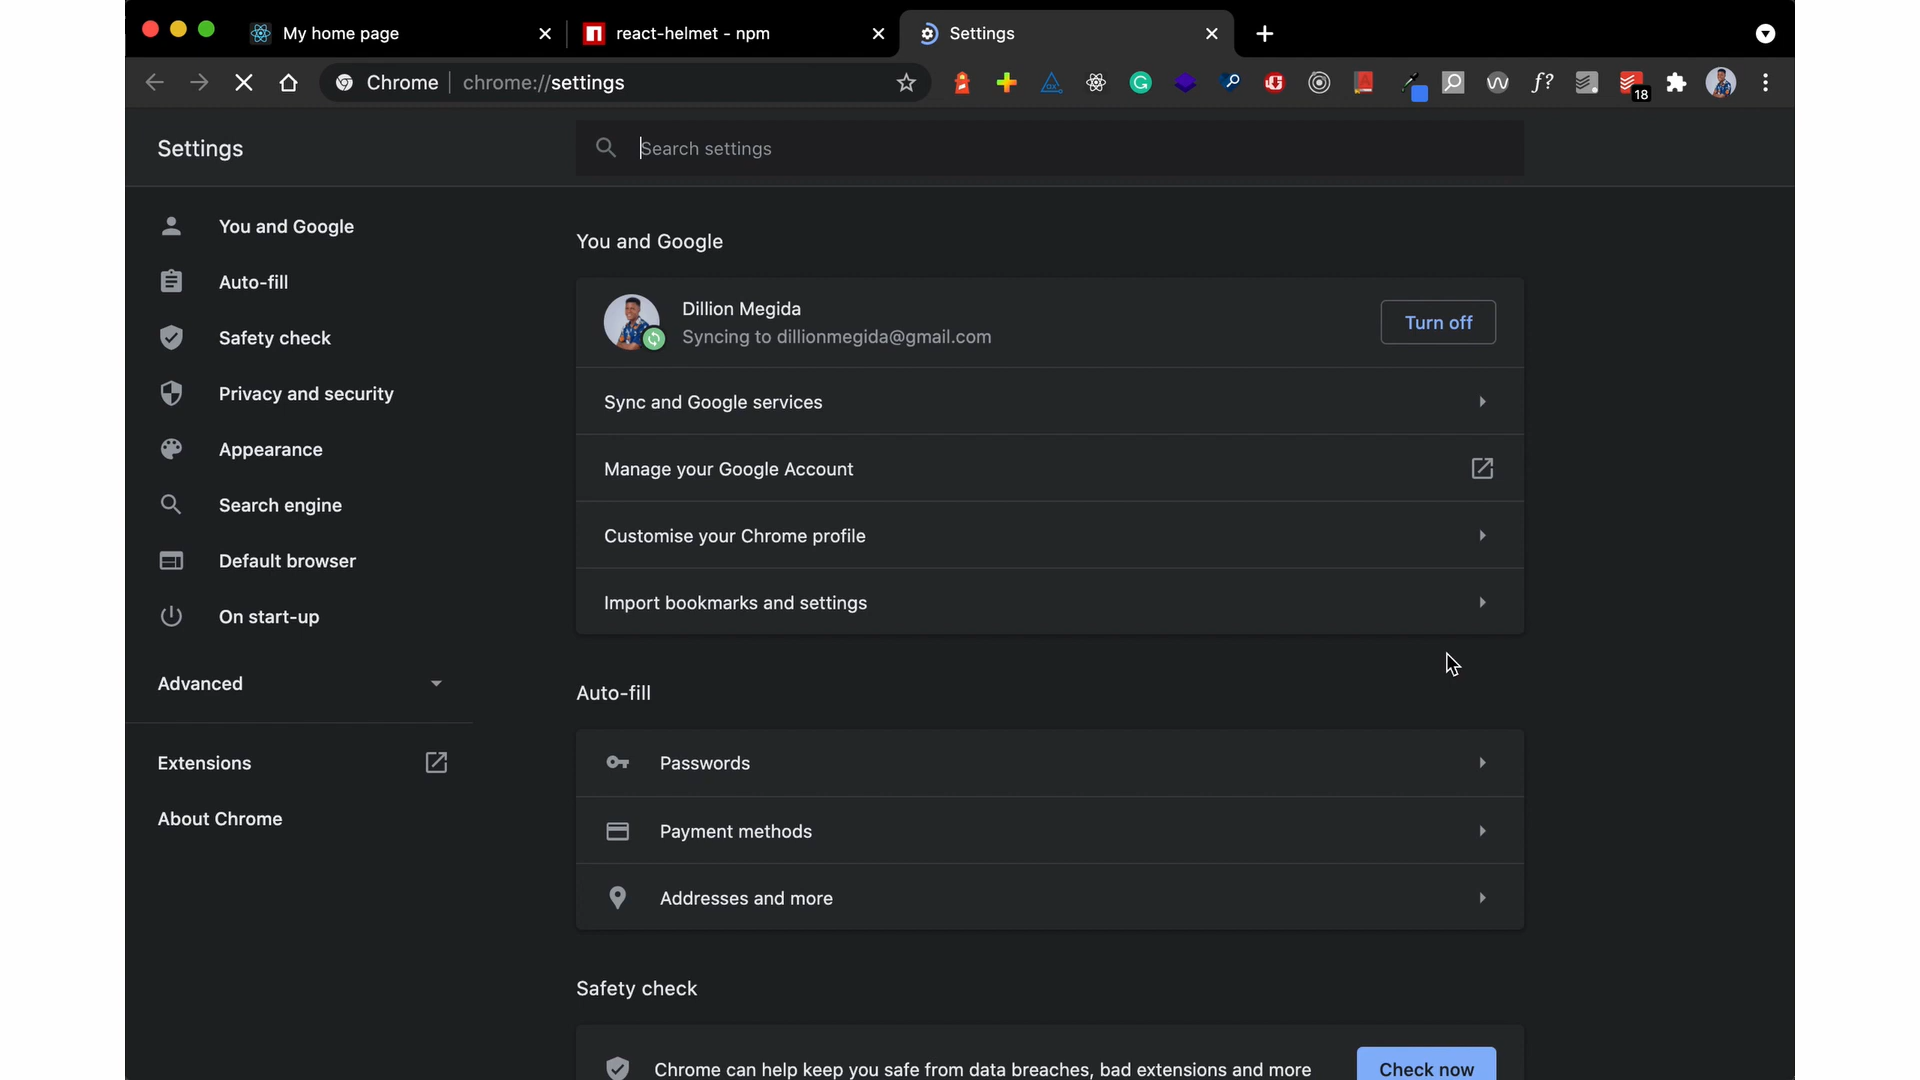 My home page
react-helmet - npm
Settings
Chrome
chrome://settings
f?
18
Settings
Search settings
You and Google
Auto-fill
Safety check
Privacy and security
Appearance
Search engine
Default browser
On start-up
Advanced
Extensions
About Chrome
You and Google
Dillion Megida
Syncing to dillionmegida@gmail.com
Turn off
Sync and Google services
Manage your Google Account
Customise your Chrome profile
Import bookmarks and settings
Auto-fill
Passwords
Payment methods
Addresses and more
Safety check
Chrome can help keep you safe from data breaches, bad extensions and more
Check now